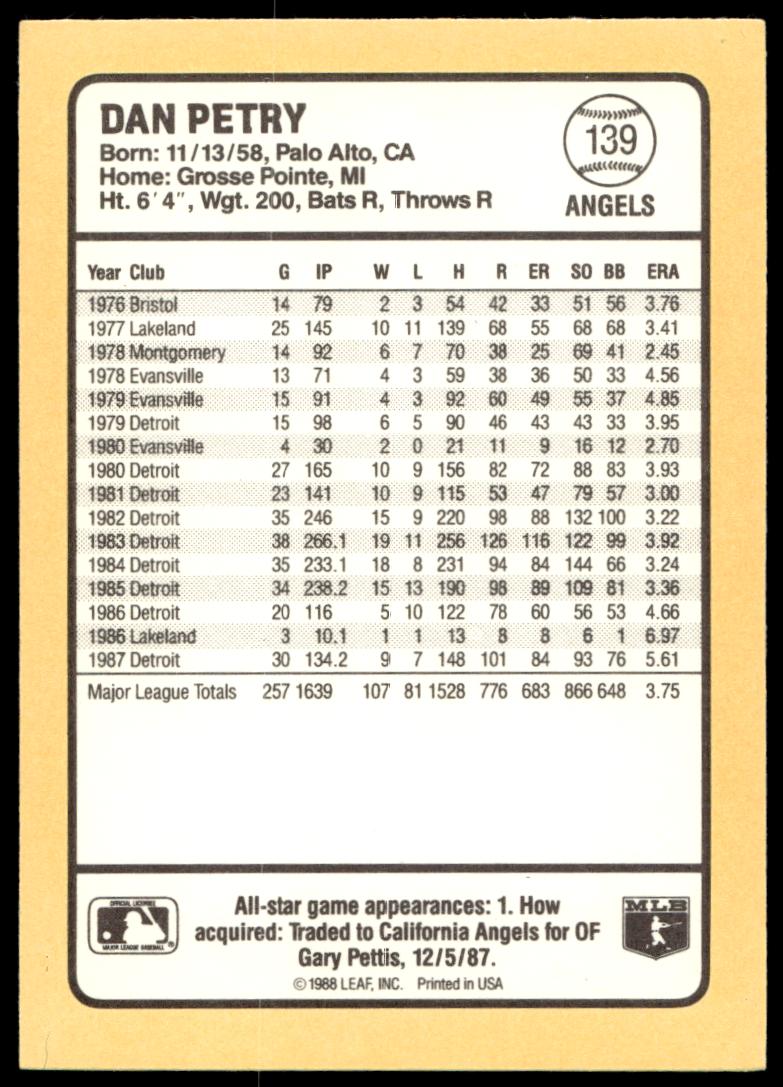 DAN PETRY
139
Born: 11/13/58, Palo Alto, CA
Home: Grosse Pointe, MI
Ht. 6'4", Wgt. 200, Bats R, Throws R
ANGELS
Year Club G IP W L H R ER SO BB ERA
1976 Bristol 14 79 2 3 54 42 33 51 56 3.76
1977 Lakeland 25 145 10 11 139 68 55 68 68 3.41
1978 Montgomery 14 92 6 7 70 38 25 69 41 2.45
1978 Evansville 13 71 4 3 59 38 36 50 33 4.56
1979 Evansville 15 91 4 3 92 60 49 55 37 4.85
1979 Detroit 15 98 6 5 90 46 43 43 33 3.95
1980 Evansville 4 30 2 0 21 11 9 16 12 2.70
1980 Detroit 27 165 10 9 156 82 72 88 83 3.93
1981 Detroit 23 141 10 9 115 53 47 79 57 3.00
1982 Detroit 35 246 15 9 220 98 88 132 100 3.22
1983 Detroit 38 266.1 19 11 256 126 116 122 99 3.92
1984 Detroit 35 233.1 18 8 231 94 84 144 66 3.24
1985 Detroit 34 238.2 15 13 190 98 89 109 81 3.36
1986 Detroit 20 116 5 10 122 78 60 56 53 4.66
1986 Lakeland 3 10.1 1 1 13 8 8 6 1 6.97
1987 Detroit 30 134.2 9 7 148 101 84 93 76 5.61
Major League Totals 257 1639 107 81 1528 776 683 866 648 3.75
OFFICIAL LICENSEE
MAJOR LEAGUE BASEBALL ®
All-star game appearances: 1. How
acquired: Traded to California Angels for OF
Gary Pettis, 12/5/87.
MLB
© 1988 LEAF, INC. Printed in USA